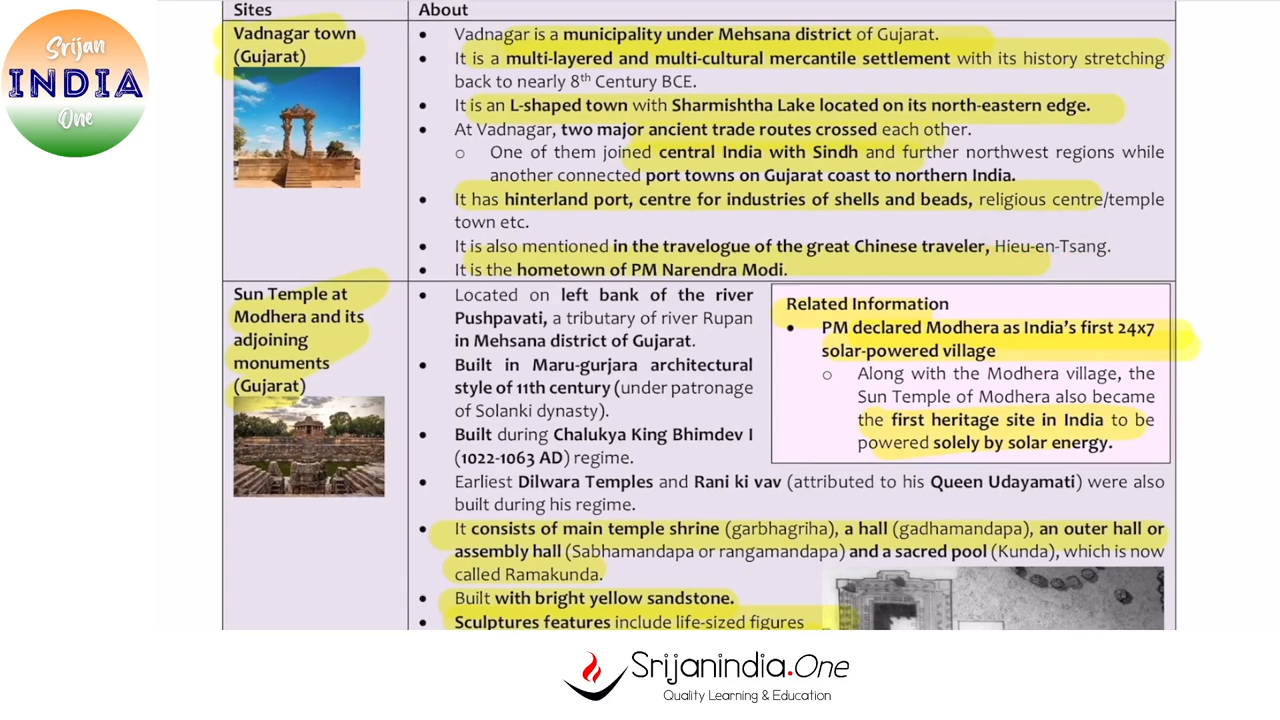 Srijan
INDIA
One
Sites
About
Vadnagar town
(Gujarat)
• Vadnagar is a municipality under Mehsana district of Gujarat.
• It is a multi-layered and multi-cultural mercantile settlement with its history stretching
back to nearly 8th Century BCE.
• It is an L-shaped town with Sharmishtha Lake located on its north-eastern edge.
• At Vadnagar, two major ancient trade routes crossed each other.
o One of them joined central India with Sindh and further northwest regions while
another connected port towns on Gujarat coast to northern India.
• It has hinterland port, centre for industries of shells and beads, religious centre/temple
town etc.
• It is also mentioned in the travelogue of the great Chinese traveler, Hieu-en-Tsang.
• It is the hometown of PM Narendra Modi.
Sun Temple at
Modhera and its
adjoining
monuments
(Gujarat)
• Located on left bank of the river
Pushpavati, a tributary of river Rupan
in Mehsana district of Gujarat.
• Built in Maru-gurjara architectural
style of 11th century (under patronage
of Solanki dynasty).
• Built during Chalukya King Bhimdev I
(1022-1063 AD) regime.
Related Information
• PM declared Modhera as India's first 24x7
solar-powered village
o Along with the Modhera village, the
Sun Temple of Modhera also became
the first heritage site in India to be
powered solely by solar energy.
• Earliest Dilwara Temples and Rani ki vav (attributed to his Queen Udayamati) were also
built during his regime.
• It consists of main temple shrine (garbhagriha), a hall (gadhamandapa), an outer hall or
assembly hall (Sabhamandapa or rangamandapa) and a sacred pool (Kunda), which is now
called Ramakunda.
• Built with bright yellow sandstone.
• Sculptures features include life-sized figures
Srijanindia.One
Quality Learning & Education